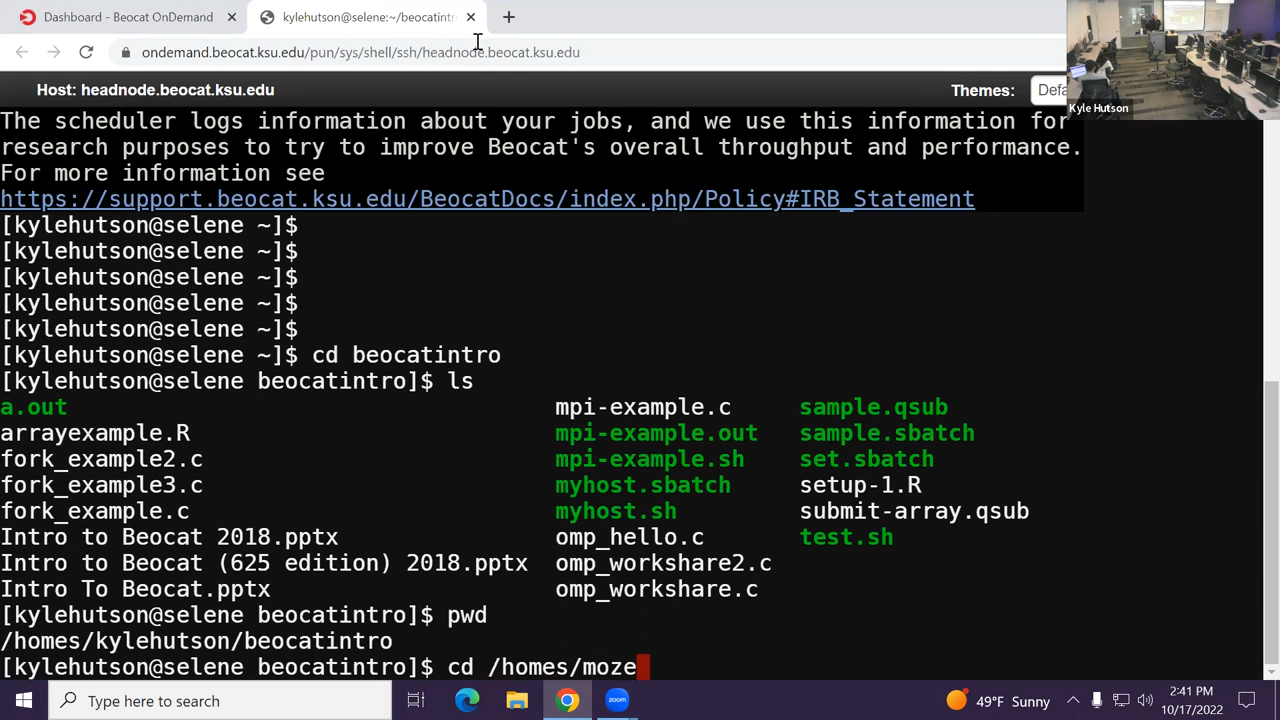 Dashboard - Beocat OnDemand
kylehutson@selene:~/beocatintr
ondemand.beocat.ksu.edu/pun/sys/shell/ssh/headnode.beocat.ksu.edu
Host: headnode.beocat.ksu.edu
Themes:
Defa
Kyle Hutson
The scheduler logs information about your jobs, and we use this information for
research purposes to try to improve Beocat's overall throughput and performance.
For more information see
https://support.beocat.ksu.edu/BeocatDocs/index.php/Policy#IRB_Statement
[kylehutson@selene ~]$
[kylehutson@selene ~]$
[kylehutson@selene ~]$
[kylehutson@selene ~]$
[kylehutson@selene ~]$
[kylehutson@selene ~]$ cd beocatintro
[kylehutson@selene beocatintro]$ ls
a.out mpi-example.c sample.qsub
arrayexample.R mpi-example.out sample.sbatch
fork_example2.c mpi-example.sh set.sbatch
fork_example3.c myhost.sbatch setup-1.R
fork_example.c myhost.sh submit-array.qsub
Intro to Beocat 2018.pptx omp_hello.c test.sh
Intro to Beocat (625 edition) 2018.pptx omp_workshare2.c
Intro To Beocat.pptx omp_workshare.c
[kylehutson@selene beocatintro]$ pwd
/homes/kylehutson/beocatintro
[kylehutson@selene beocatintro]$ cd /homes/moze
Type here to search
zoom
49°F Sunny
2:41 PM
10/17/2022